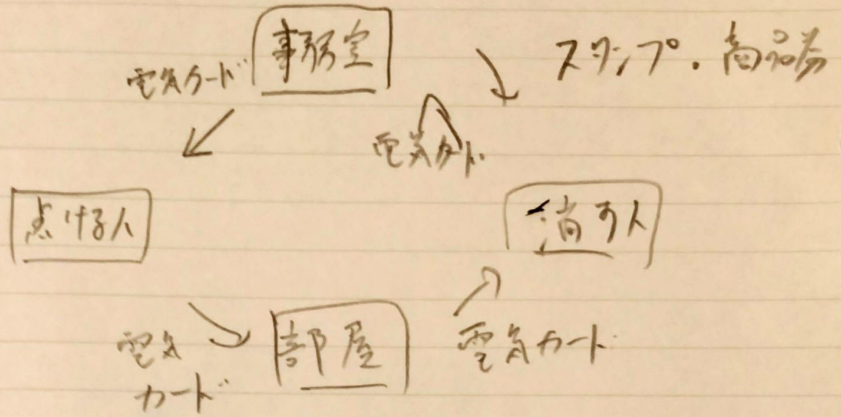 事務室
スタンプ。商品券
電気カード
電気カード
点ける人
消す人
電気
カード
部屋
電気カード